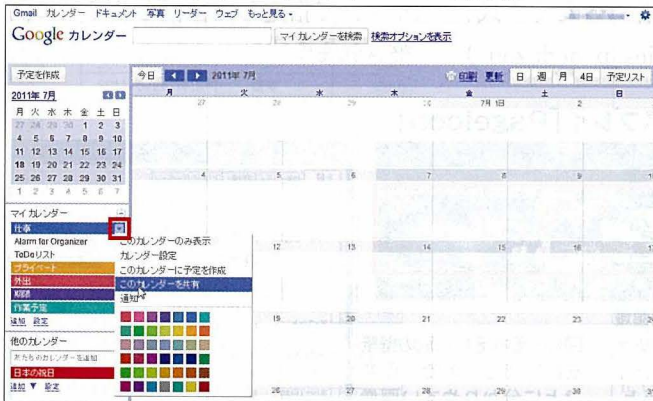 Gmail カレンダー ドキュメント 写真 リーダー ウェブ もっと見る
Google カレンダー マイ カレンダーを検索 検索オプションを表示
予定を作成 今日 2011年 7月 印刷 更新 日 週 月 4日 予定リスト
2011年 7月
月 火 水 木 金 土 日
月 火 水 木 金 土 日
27 28 29 30 1 2 3
4 5 6 7 8 9 10
11 12 13 14 15 16 17
18 19 20 21 22 23 24
25 26 27 28 29 30 31
1 2 3 4 5 6 7
27 28 29 30 7月 1日 2
4 5 6 7 8 9
マイ カレンダー
仕事
Alarm for Organizer
ToDoリスト
プライベート
外出
期限
作業予定
追加 設定
このカレンダーのみ表示
カレンダー設定
このカレンダーに予定を作成
このカレンダーを共有
通知
12 13 14 15 16
19 20 21 22 23
26 27 28 29 30
他のカレンダー
友だちのカレンダーを追加
日本の祝日
追加 ▼ 設定